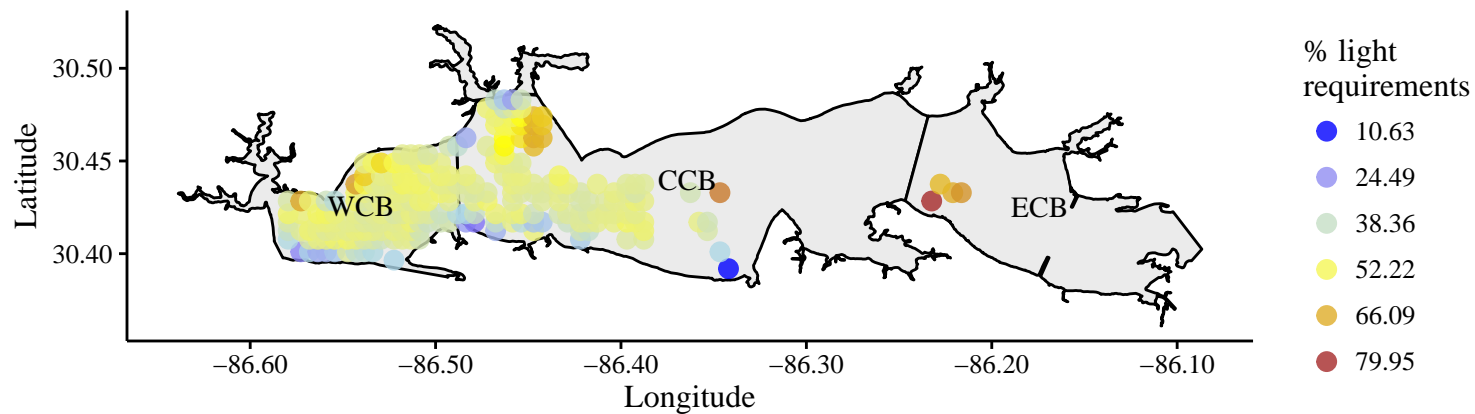 30.50
30.45
30.40
Latitude
WCB
CCB
ECB
−86.60
−86.50
−86.40
−86.30
−86.20
−86.10
Longitude
% light
requirements
10.63
24.49
38.36
52.22
66.09
79.95